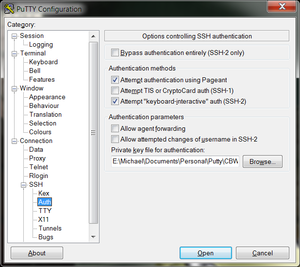 PuTTY Configuration
Category:
Session
Logging
Terminal
Keyboard
Bell
Features
Window
Appearance
Behaviour
Translation
Selection
Colours
Connection
Data
Proxy
Telnet
Rlogin
SSH
Kex
Auth
TTY
X11
Tunnels
Bugs
Options controlling SSH authentication
Bypass authentication entirely (SSH-2 only)
Authentication methods
Attempt authentication using Pageant
Attempt TIS or CryptoCard auth (SSH-1)
Attempt "keyboard-interactive" auth (SSH-2)
Authentication parameters
Allow agent forwarding
Allow attempted changes of username in SSH-2
Private key file for authentication:
E:\Michael\Documents\Personal\Putty\CBW
Browse...
About
Open
Cancel